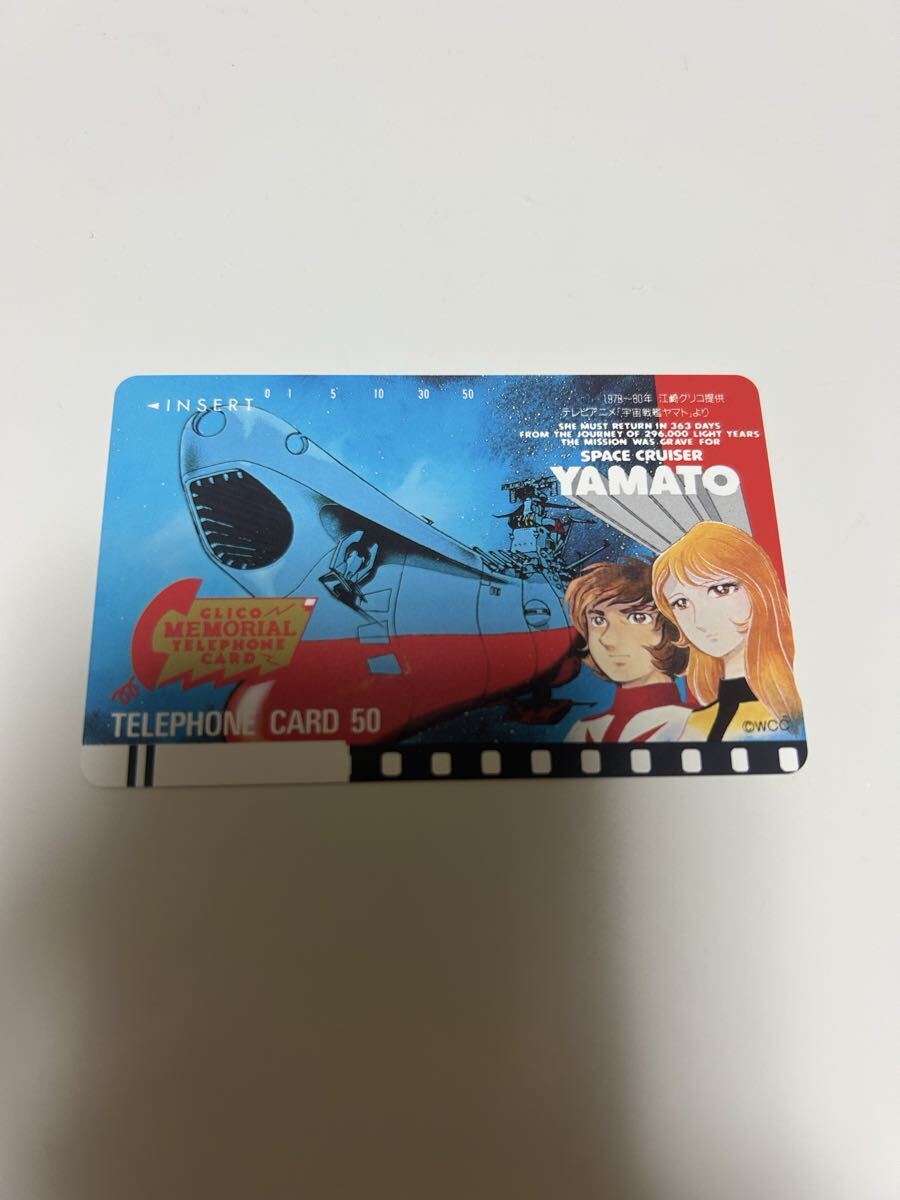 ◄INSERT
0 1 5 10 30 50
1978~80年 江崎グリコ提供
テレビアニメ「宇宙戦艦ヤマト」より
SHE MUST RETURN IN 363 DAYS
FROM THE JOURNEY OF 296.000 LIGHT YEARS
THE MISSION WAS GRAVE FOR
SPACE CRUISER
YAMATO
GLICO
MEMORIAL
TELEPHONE
CARD
TELEPHONE CARD 50
©WCC